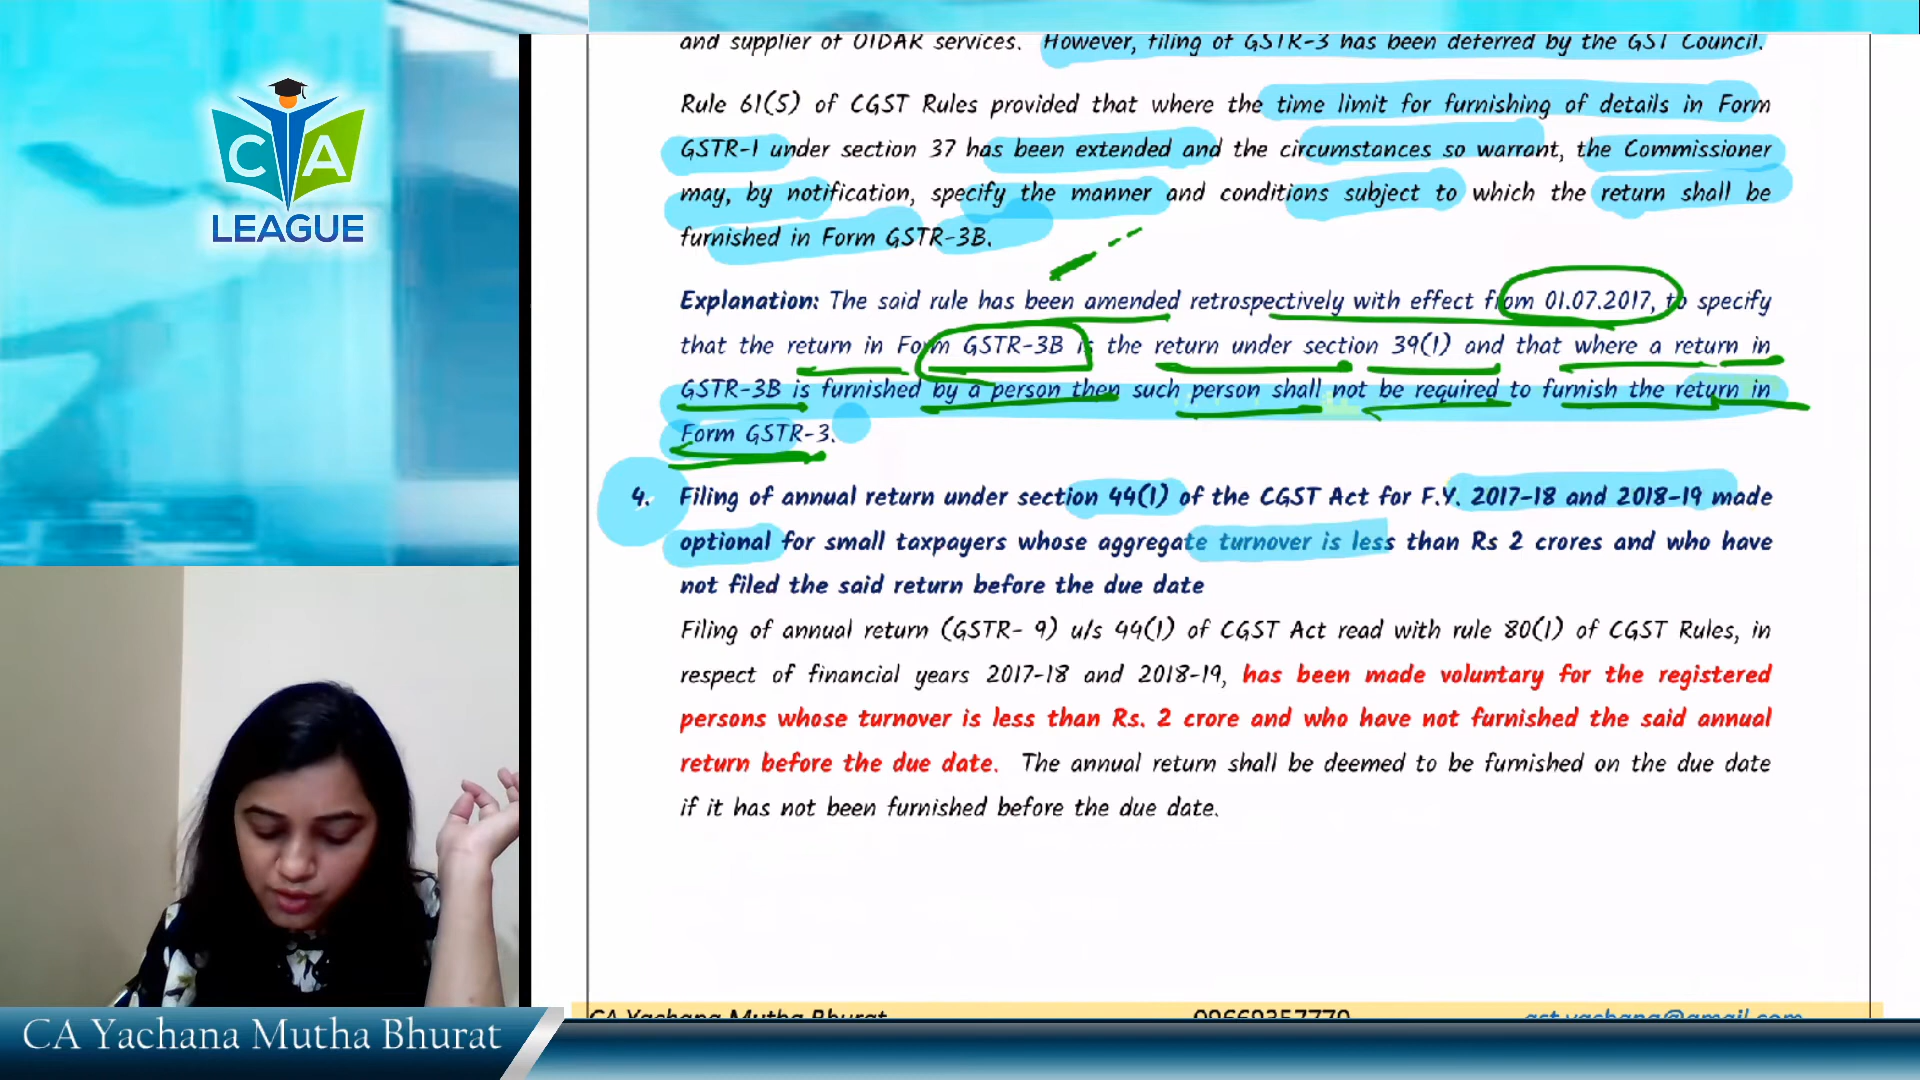 CA
LEAGUE
and supplier of OIDAR services. However, filing of GSTR-3 has been deferred by the GST Council.
Rule 61(5) of CGST Rules provided that where the time limit for furnishing of details in Form
GSTR-1 under section 37 has been extended and the circumstances so warrant, the Commissioner
may, by notification, specify the manner and conditions subject to which the return shall be
furnished in Form GSTR-3B.
Explanation: The said rule has been amended retrospectively with effect from 01.07.2017, to specify
that the return in Form GSTR-3B is the return under section 39(1) and that where a return in
GSTR-3B is furnished by a person then such person shall not be required to furnish the return in
Form GSTR-3.
4. Filing of annual return under section 44(1) of the CGST Act for F.Y. 2017-18 and 2018-19 made
optional for small taxpayers whose aggregate turnover is less than Rs 2 crores and who have
not filed the said return before the due date
Filing of annual return (GSTR- 9) u/s 44(1) of CGST Act read with rule 80(1) of CGST Rules, in
respect of financial years 2017-18 and 2018-19, has been made voluntary for the registered
persons whose turnover is less than Rs. 2 crore and who have not furnished the said annual
return before the due date. The annual return shall be deemed to be furnished on the due date
if it has not been furnished before the due date.
CA Yachana Mutha Bhurat 09669357779 gst.yachana@gmail.com
CA Yachana Mutha Bhurat